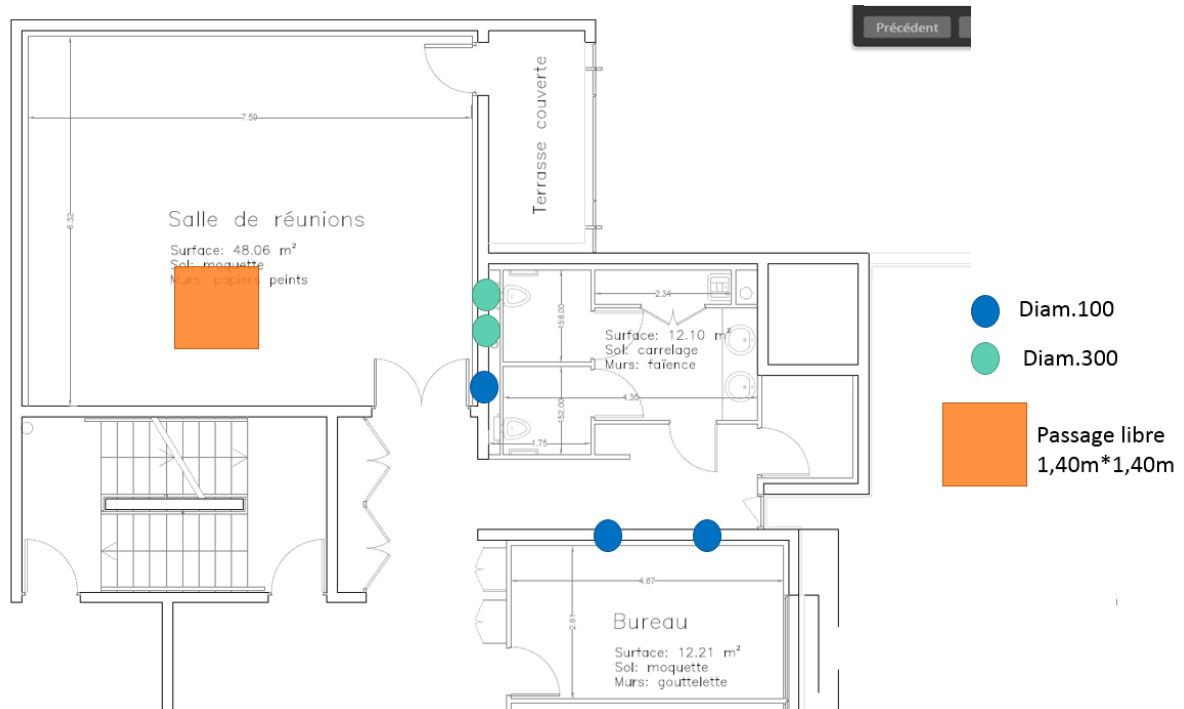 Précédent
Terrasse couverte
7.59
6.32
Salle de réunions
Surface: 48.06 m²
Sol: moquette
Murs: papiers peints
2.34
158.00
Surface: 12.10 m²
Sol: carrelage
Murs: faïence
4.36
152.00
1.75
Diam.100
Diam.300
Passage libre
1,40m*1,40m
4.67
2.61
Bureau
Surface: 12.21 m²
Sol: moquette
Murs: gouttelette